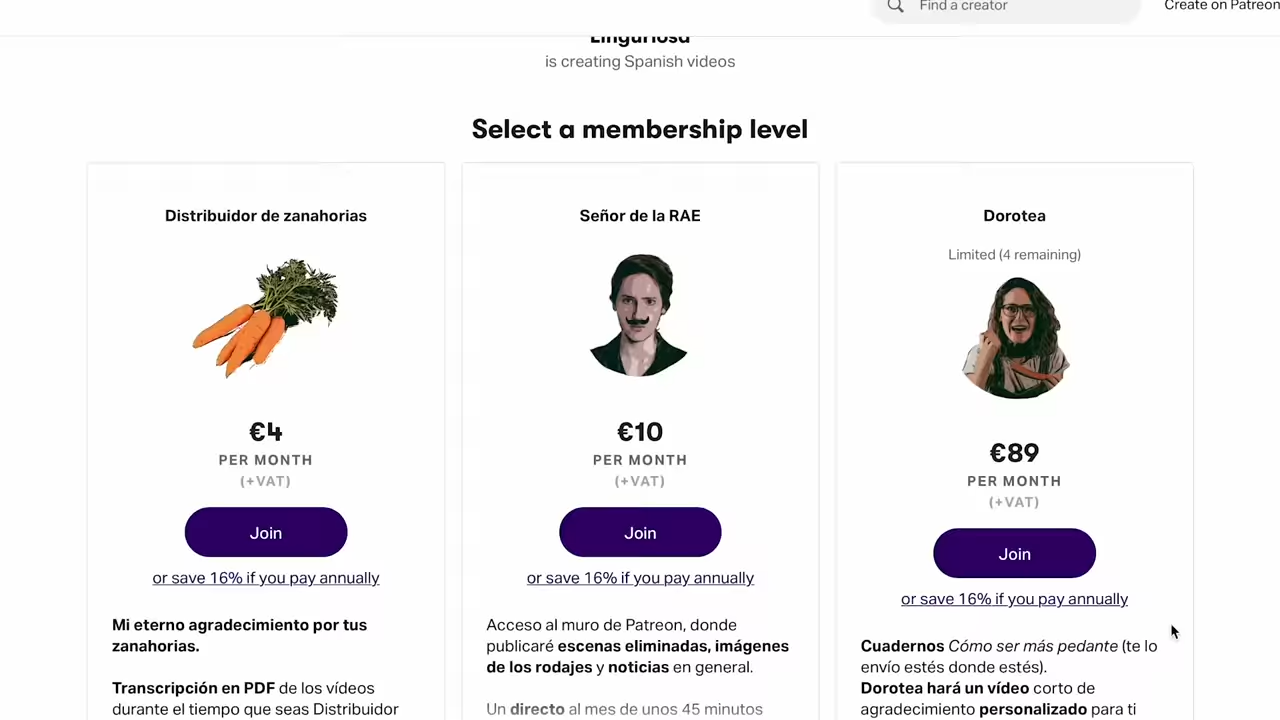 Find a creator
Create on Patreon
Linguriosa
is creating Spanish videos
Select a membership level
Distribuidor de zanahorias
€4
PER MONTH
(+VAT)
Join
or save 16% if you pay annually
Mi eterno agradecimiento por tus
zanahorias.
Transcripción en PDF de los vídeos
durante el tiempo que seas Distribuidor
Señor de la RAE
€10
PER MONTH
(+VAT)
Join
or save 16% if you pay annually
Acceso al muro de Patreon, donde
publicaré escenas eliminadas, imágenes
de los rodajes y noticias en general.
Un directo al mes de unos 45 minutos
Dorotea
Limited (4 remaining)
€89
PER MONTH
(+VAT)
Join
or save 16% if you pay annually
Cuadernos Cómo ser más pedante (te lo
envío estés donde estés).
Dorotea hará un vídeo corto de
agradecimiento personalizado para ti